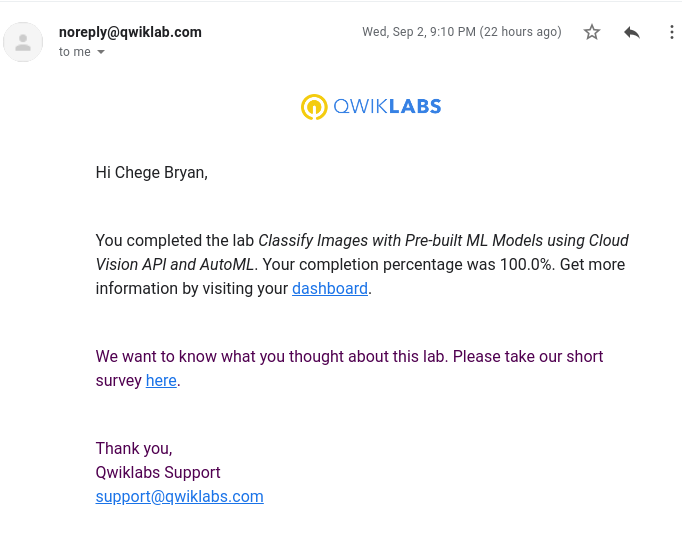 noreply@qwiklab.com
Wed, Sep 2, 9:10 PM (22 hours ago)
to me
QWIKLABS
Hi Chege Bryan,
You completed the lab Classify Images with Pre-built ML Models using Cloud
Vision API and AutoML. Your completion percentage was 100.0%. Get more
information by visiting your dashboard.
We want to know what you thought about this lab. Please take our short
survey here.
Thank you,
Qwiklabs Support
support@qwiklabs.com